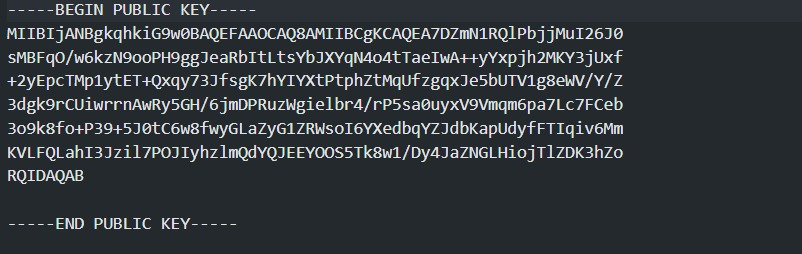 -----BEGIN PUBLIC KEY-----
MIIBIjANBgkqhkiG9w0BAQEFAAOCAQ8AMIIBCgKCAQEA7DZmN1RQlPbjjMuI26J0
sMBFqO/w6kzN9ooPH9ggJeaRbItLtsYbJXYqN4o4tTaeIwA++yYxpjh2MKY3jUxf
+2yEpcTMp1ytET+Qxqy73JfsgK7hYIYXtPtphZtMqUfzgqxJe5bUTV1g8eWV/Y/Z
3dgk9rCUiwrrnAwRy5GH/6jmDPRuzWgielbr4/rP5sa0uyxV9Vmqm6pa7Lc7FCeb
3o9k8fo+P39+5J0tC6w8fwyGLaZyG1ZRWsoI6YXedbqYZJdbKapUdyfFTIqiv6Mm
KVLFQLahI3Jzil7POJIyhzlmQdYQJEEYOOS5Tk8w1/Dy4JaZNGLHiojTlZDK3hZo
RQIDAQAB
-----END PUBLIC KEY-----